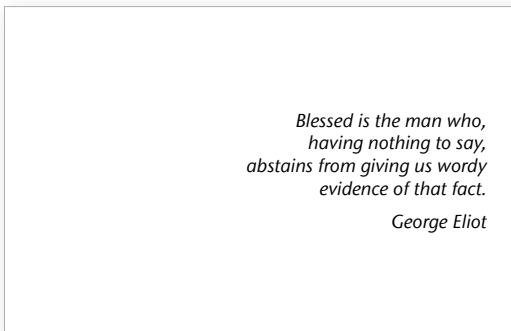 Blessed is the man who,
having nothing to say,
abstains from giving us wordy
evidence of that fact.
George Eliot